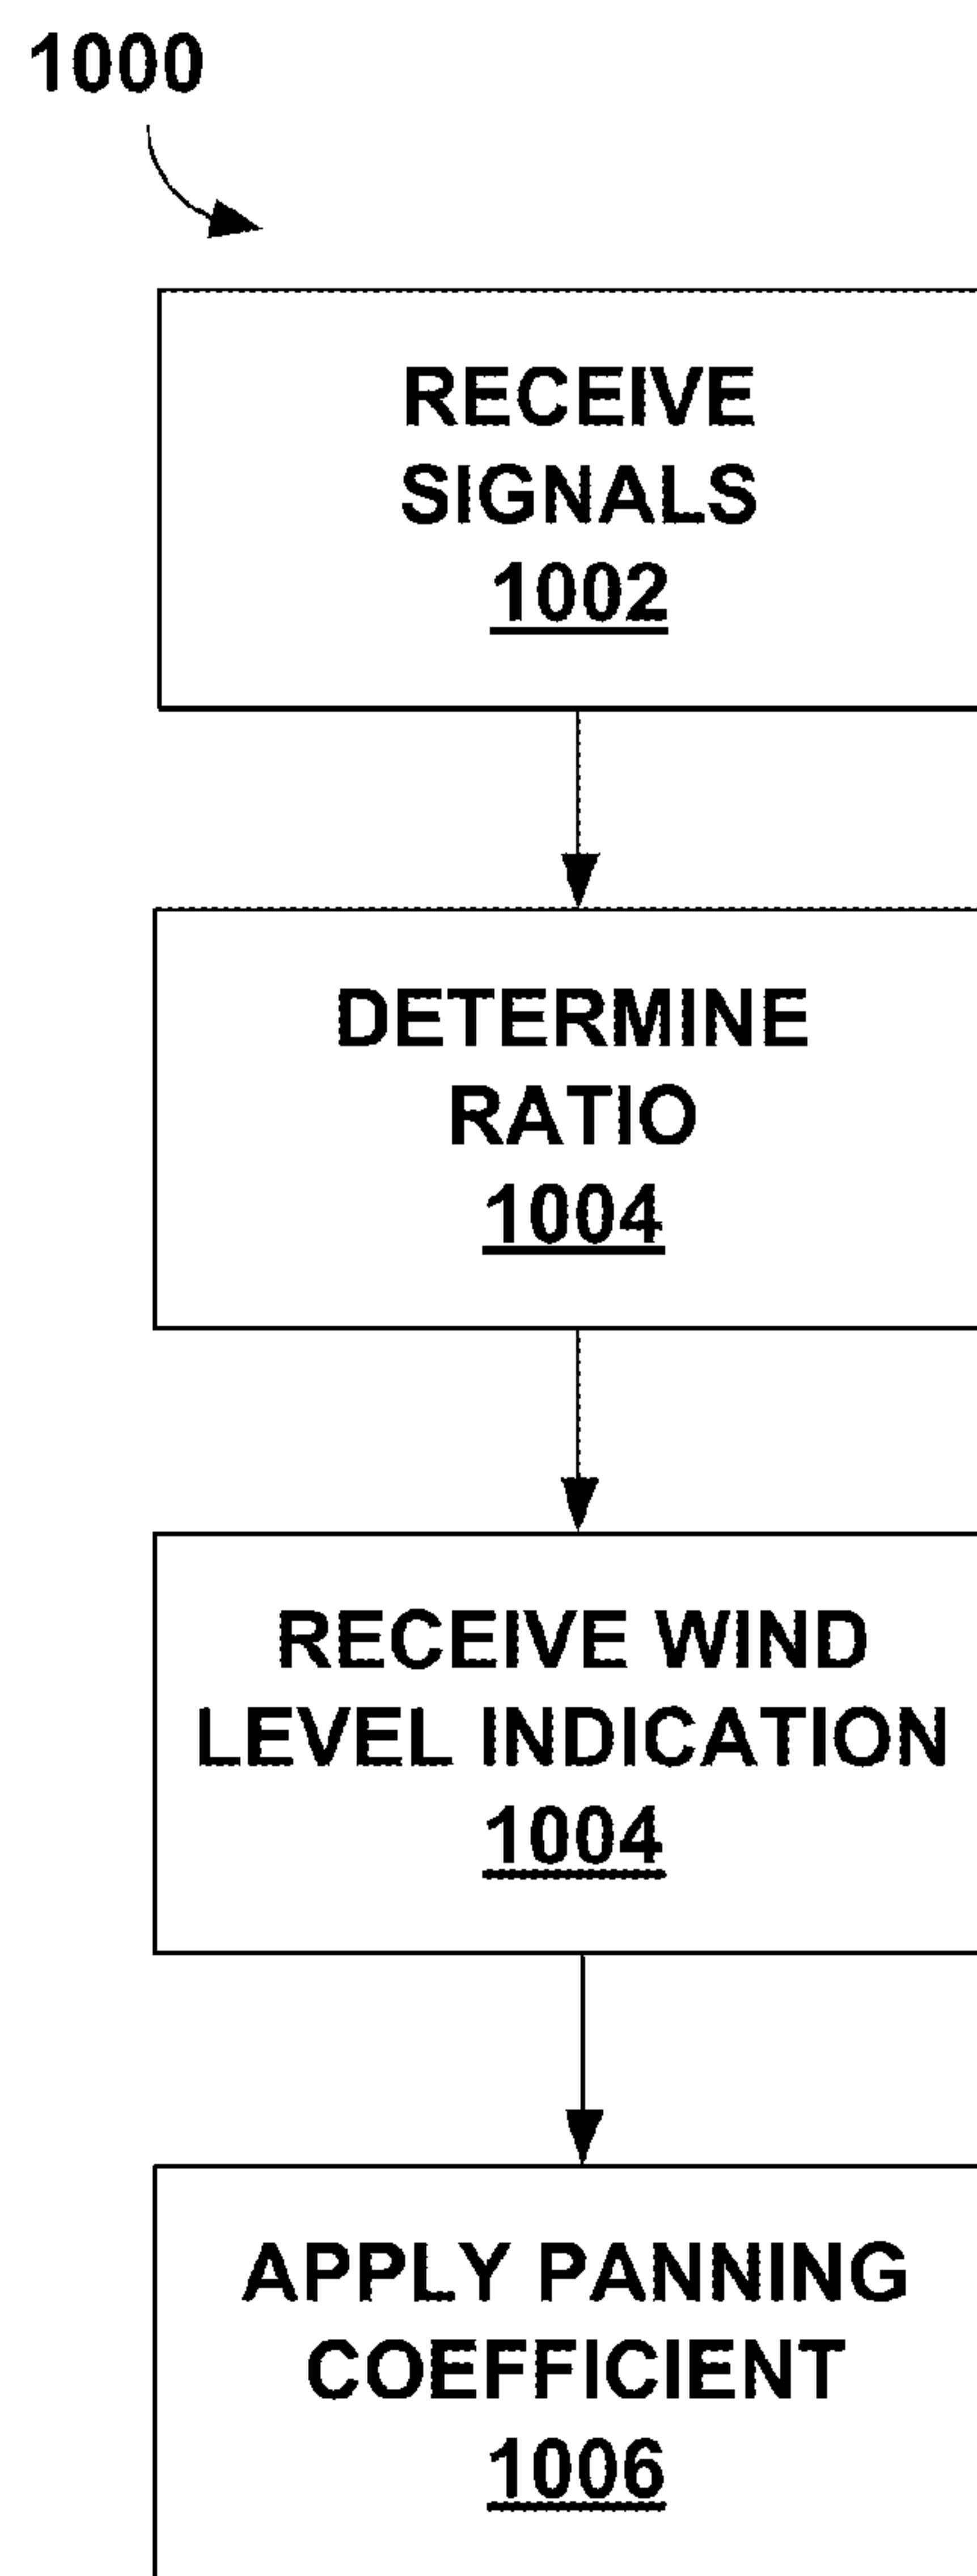 1000
RECEIVE
SIGNALS
1002
DETERMINE
RATIO
1004
RECEIVE WIND
LEVEL INDICATION
1004
APPLY PANNING
COEFFICIENT
1006